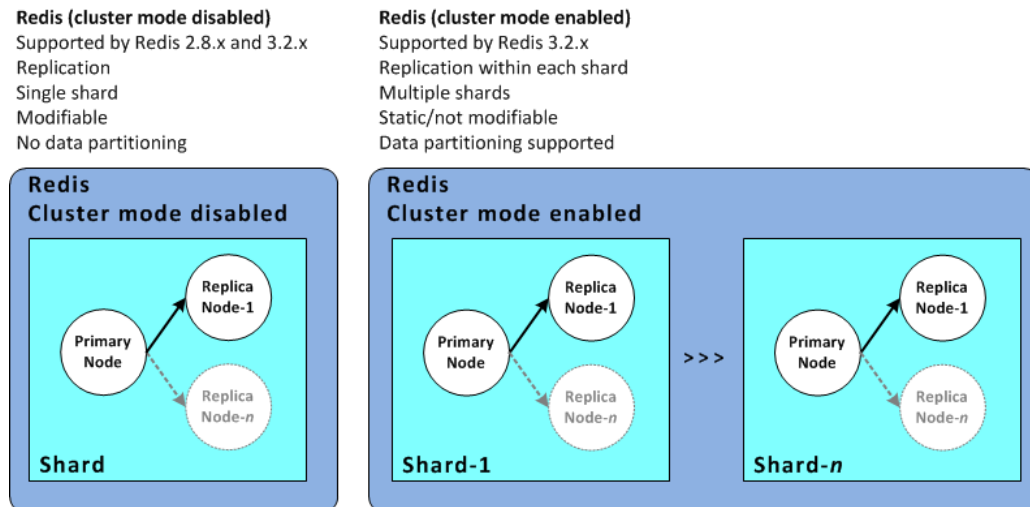 Redis (cluster mode disabled)
Supported by Redis 2.8.x and 3.2.x
Replication
Single shard
Modifiable
No data partitioning
Redis (cluster mode enabled)
Supported by Redis 3.2.x
Replication within each shard
Multiple shards
Static/not modifiable
Data partitioning supported
Redis
Cluster mode disabled
Replica
Node-1
Primary
Node
Replica
Node-n
Shard
Redis
Cluster mode enabled
Replica
Node-1
Primary
Node
Replica
Node-n
Shard-1
>>>
Replica
Node-1
Primary
Node
Replica
Node-n
Shard-n